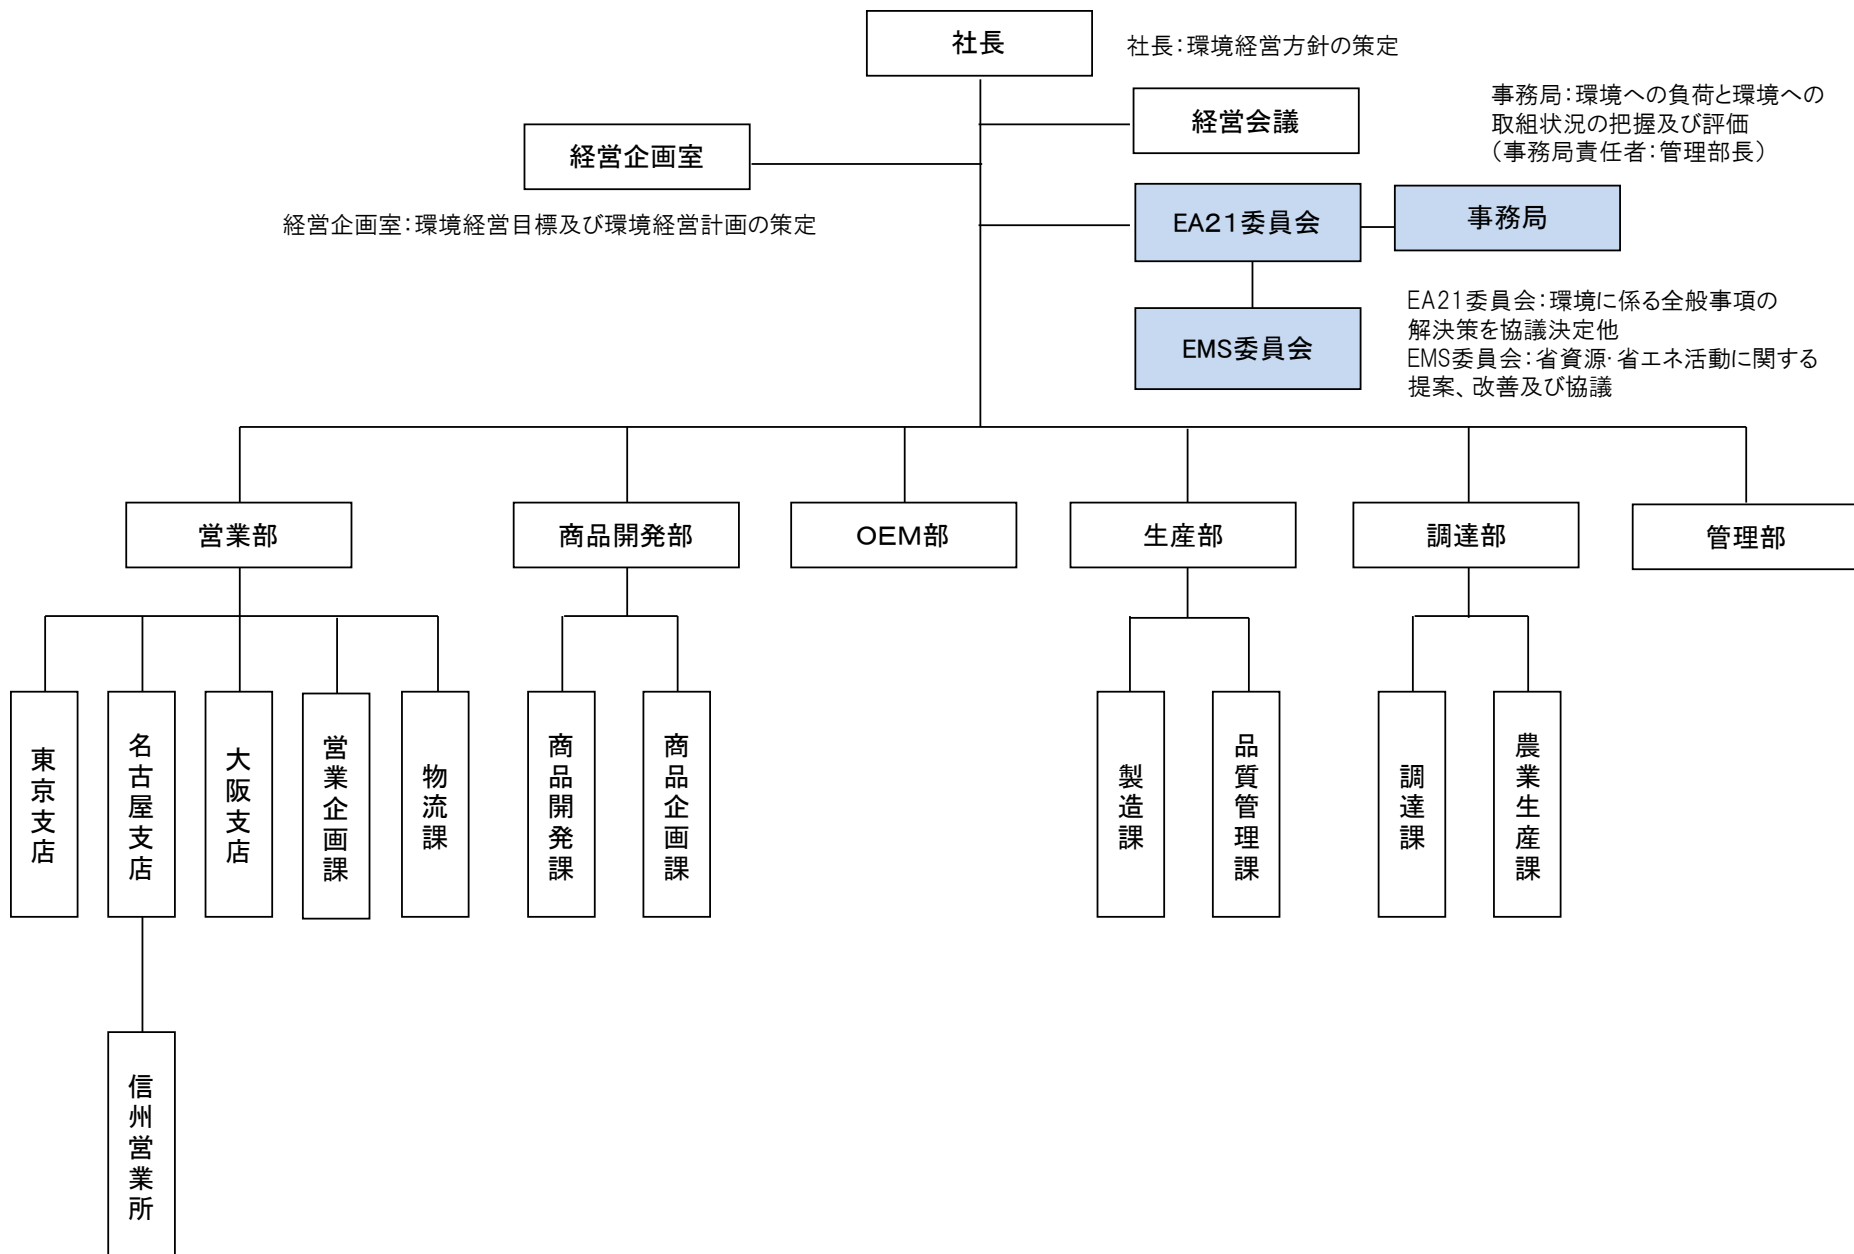 社長
社長：環境経営方針の策定
経営会議
事務局：環境への負荷と環境への
取組状況の把握及び評価
（事務局責任者：管理部長）
経営企画室
経営企画室：環境経営目標及び環境経営計画の策定
EA21委員会
事務局
EMS委員会
EA21委員会：環境に係る全般事項の
解決策を協議決定他
EMS委員会：省資源･省エネ活動に関する
提案、改善及び協議
営業部
商品開発部
OEM部
生産部
調達部
管理部
東京支店
名古屋支店
大阪支店
営業企画課
物流課
商品開発課
商品企画課
製造課
品質管理課
調達課
農業生産課
信州営業所